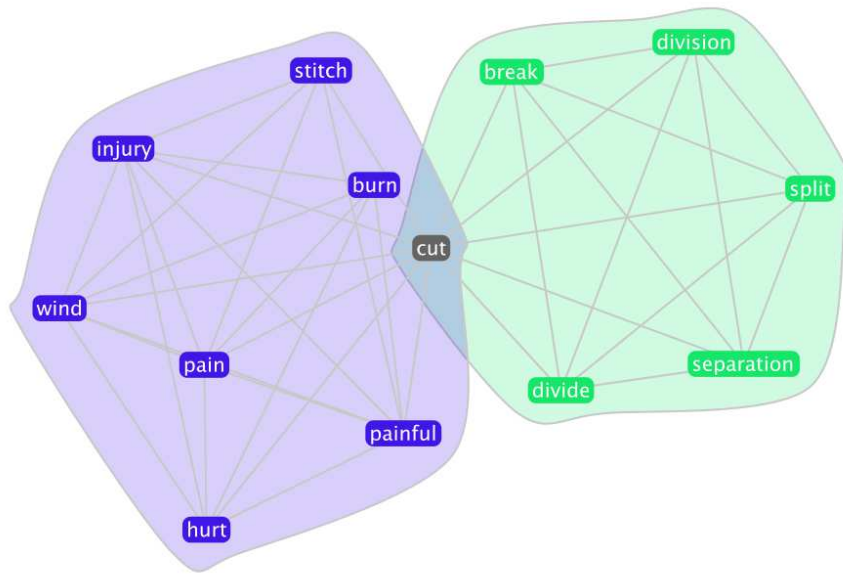 stitch
injury
burn
wind
pain
painful
hurt
cut
break
division
split
separation
divide